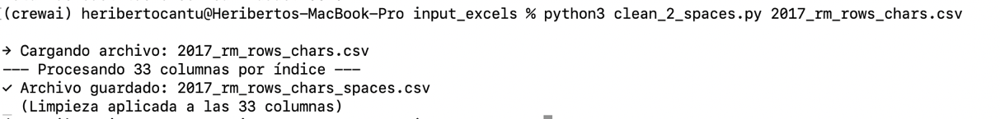 (crewai) heribertocantu@Heribertos-MacBook-Pro input_excels % python3 clean_2_spaces.py 2017_rm_rows_chars.csv
→ Cargando archivo: 2017_rm_rows_chars.csv
--- Procesando 33 columnas por índice ---
✓ Archivo guardado: 2017_rm_rows_chars_spaces.csv
(Limpieza aplicada a las 33 columnas)